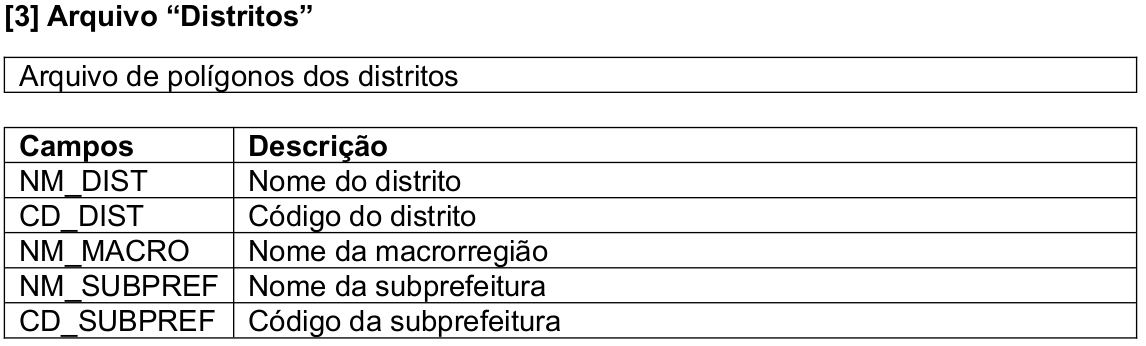 [3] Arquivo “Distritos”
Arquivo de polígonos dos distritos
Campos Descrição
NM_DIST Nome do distrito
CD_DIST Código do distrito
NM_MACRO Nome da macrorregião
NM_SUBPREF Nome da subprefeitura
CD_SUBPREF Código da subprefeitura